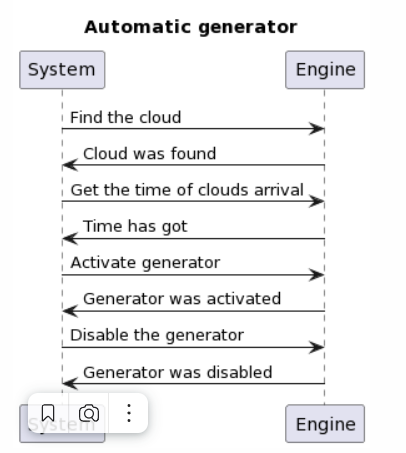 Automatic generator
System Engine
Find the cloud
Cloud was found
Get the time of clouds arrival
Time has got
Activate generator
Generator was activated
Disable the generator
Generator was disabled
System Engine